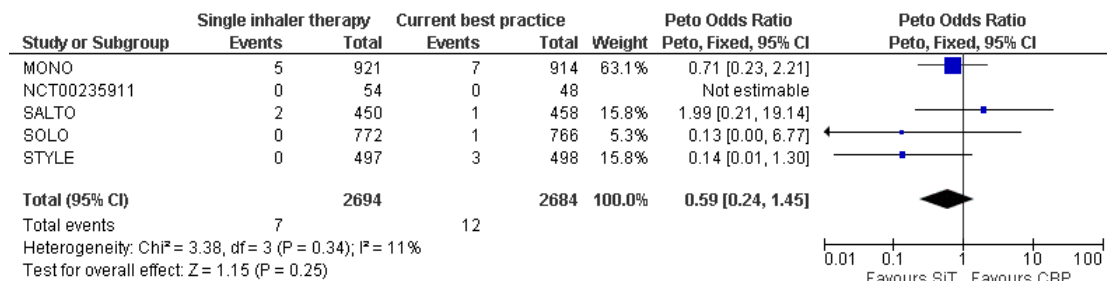 Single inhaler therapy Current best practice Peto Odds Ratio Peto Odds Ratio
Study or Subgroup Events Total Events Total Weight Peto, Fixed, 95% CI Peto, Fixed, 95% CI
MONO 5 921 7 914 63.1% 0.71 [0.23, 2.21]
NCT00235911 0 54 0 48 Not estimable
SALTO 2 450 1 458 15.8% 1.99 [0.21, 19.14]
SOLO 0 772 1 766 5.3% 0.13 [0.00, 6.77]
STYLE 0 497 3 498 15.8% 0.14 [0.01, 1.30]
Total (95% CI) 2694 2684 100.0% 0.59 [0.24, 1.45]
Total events 7 12
Heterogeneity: Chi² = 3.38, df = 3 (P = 0.34); I² = 11%
Test for overall effect: Z = 1.15 (P = 0.25)
0.01 0.1 1 10 100
Favours SiT Favours CBP